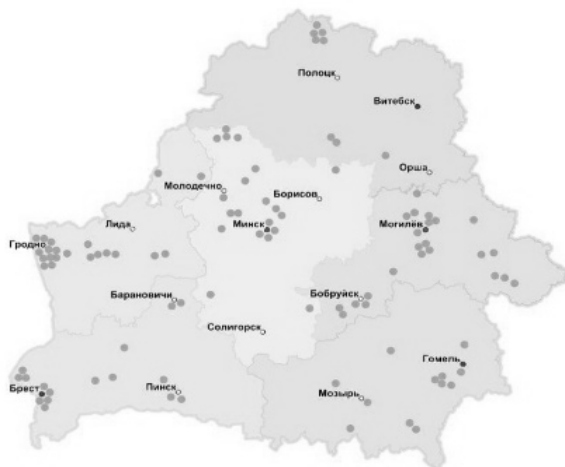 Полоцк
Витебск
Орша
Молодечно
Борисов
Минск
Могилёв
Лида
Гродно
Барановичи
Бобруйск
Солигорск
Гомель
Брест
Пинск
Мозырь